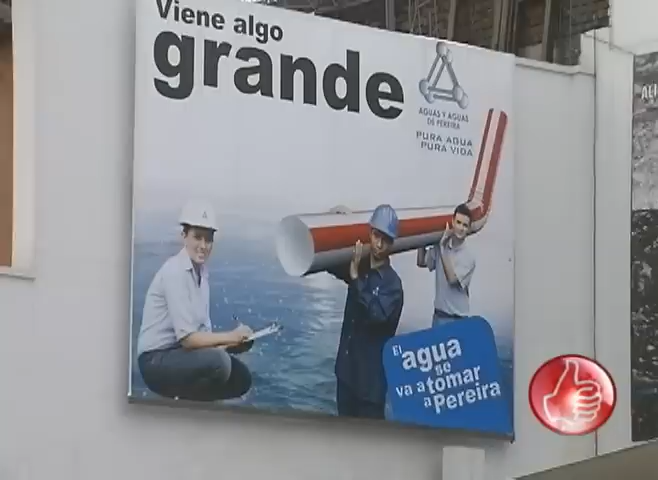 Viene algo
grande
AGUAS Y AGUAS
DE PEREIRA
PURA AGUA
PURA VIDA
El
agua
se
va a tomar
a Pereira